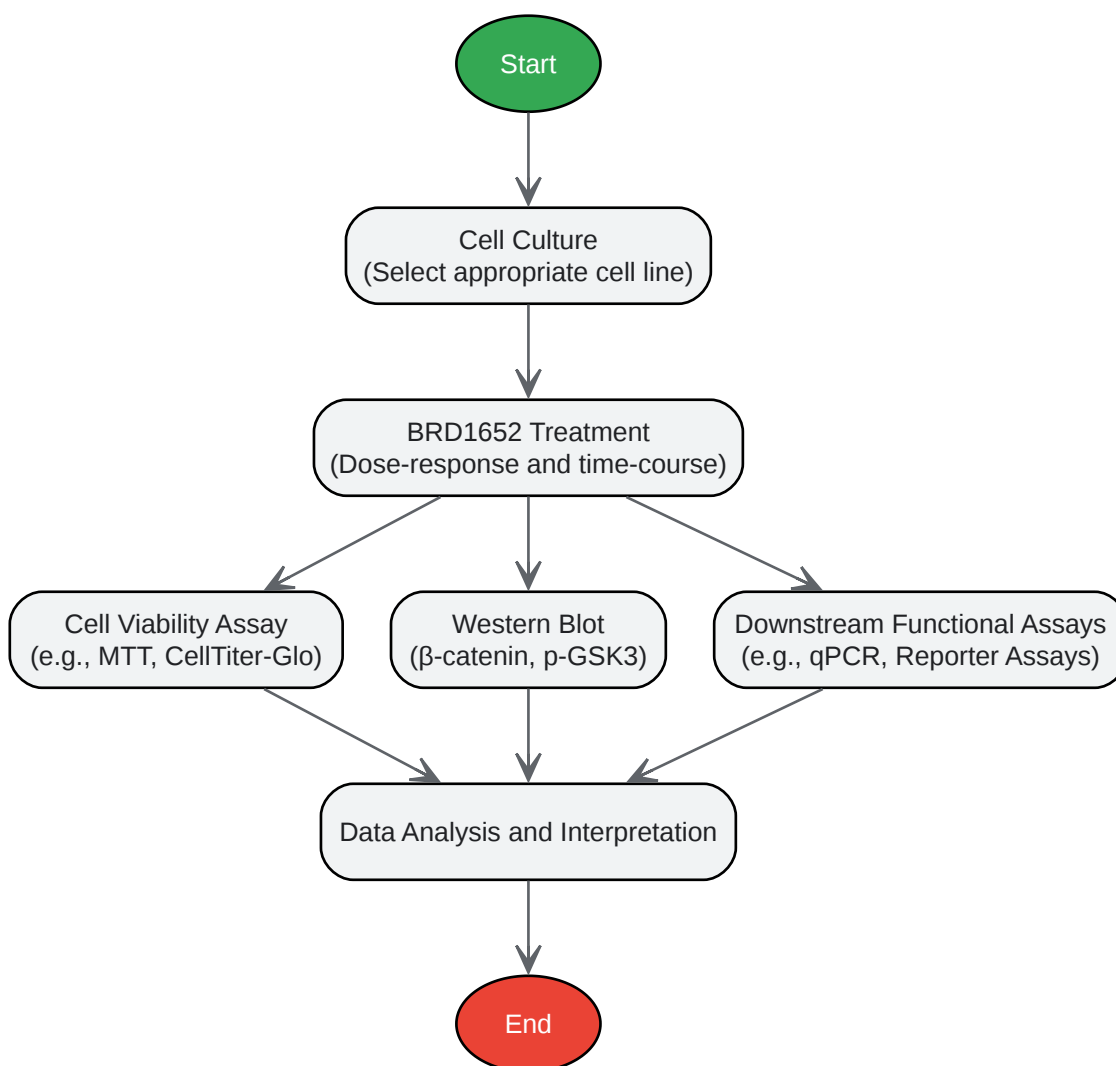 Start
Cell Culture
(Select appropriate cell line)
BRD1652 Treatment
(Dose-response and time-course)
Cell Viability Assay
(e.g., MTT, CellTiter-Glo)
Western Blot
(β-catenin, p-GSK3)
Downstream Functional Assays
(e.g., qPCR, Reporter Assays)
Data Analysis and Interpretation
End